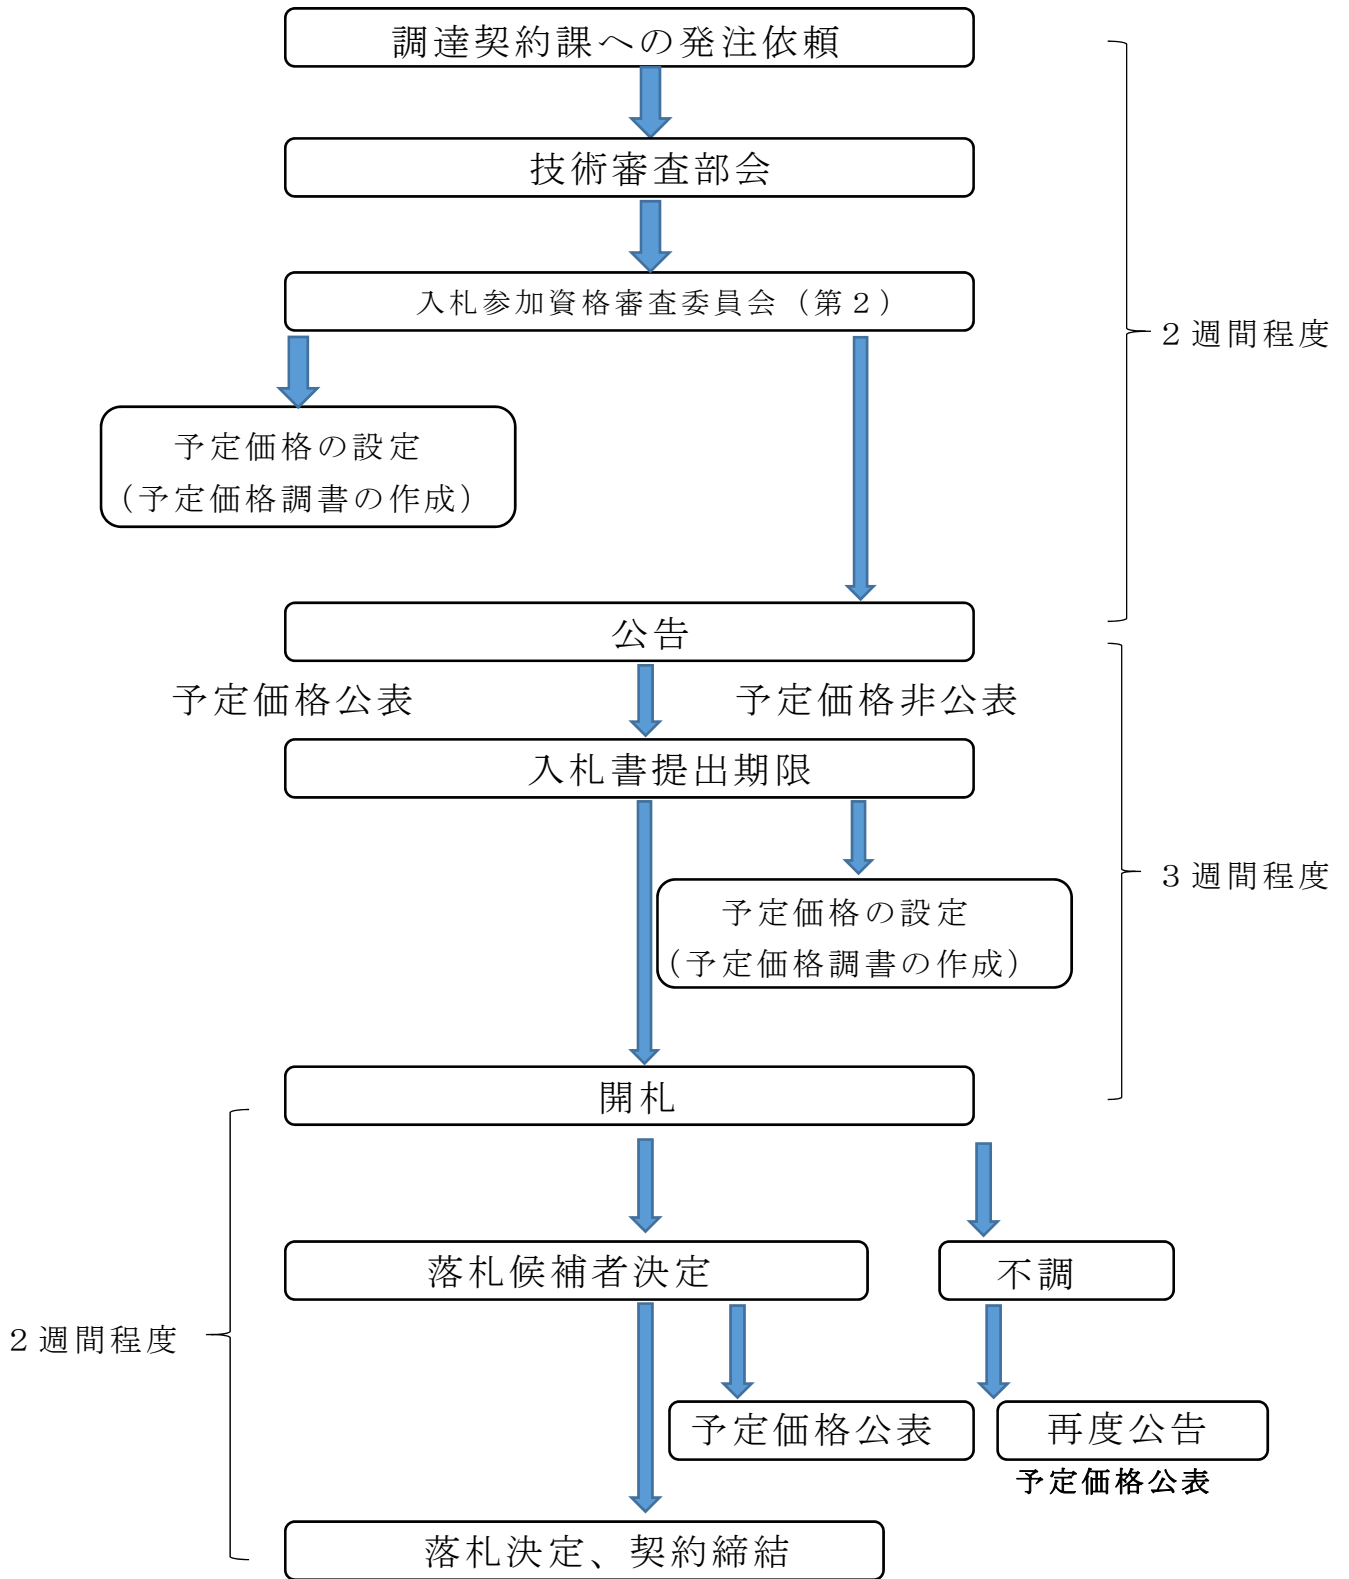 調達契約課への発注依頼
技術審査部会
入札参加資格審査委員会（第２）
２週間程度
予定価格の設定
（予定価格調書の作成）
公告
予定価格公表
予定価格非公表
入札書提出期限
３週間程度
予定価格の設定
（予定価格調書の作成）
開札
落札候補者決定
不調
２週間程度
予定価格公表
再度公告
予定価格公表
落札決定、契約締結